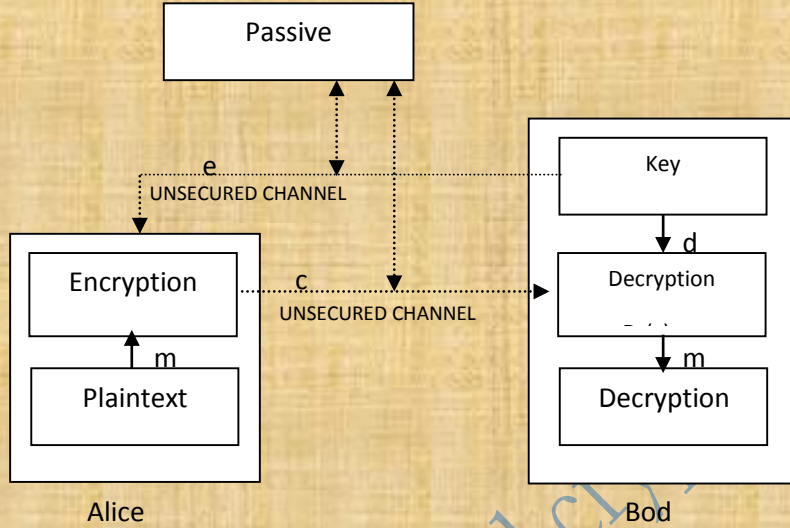 Passive
Key
e
UNSECURED CHANNEL
d
Encryption
c
Decryption
UNSECURED CHANNEL
m
m
Plaintext
Decryption
Alice
Bod